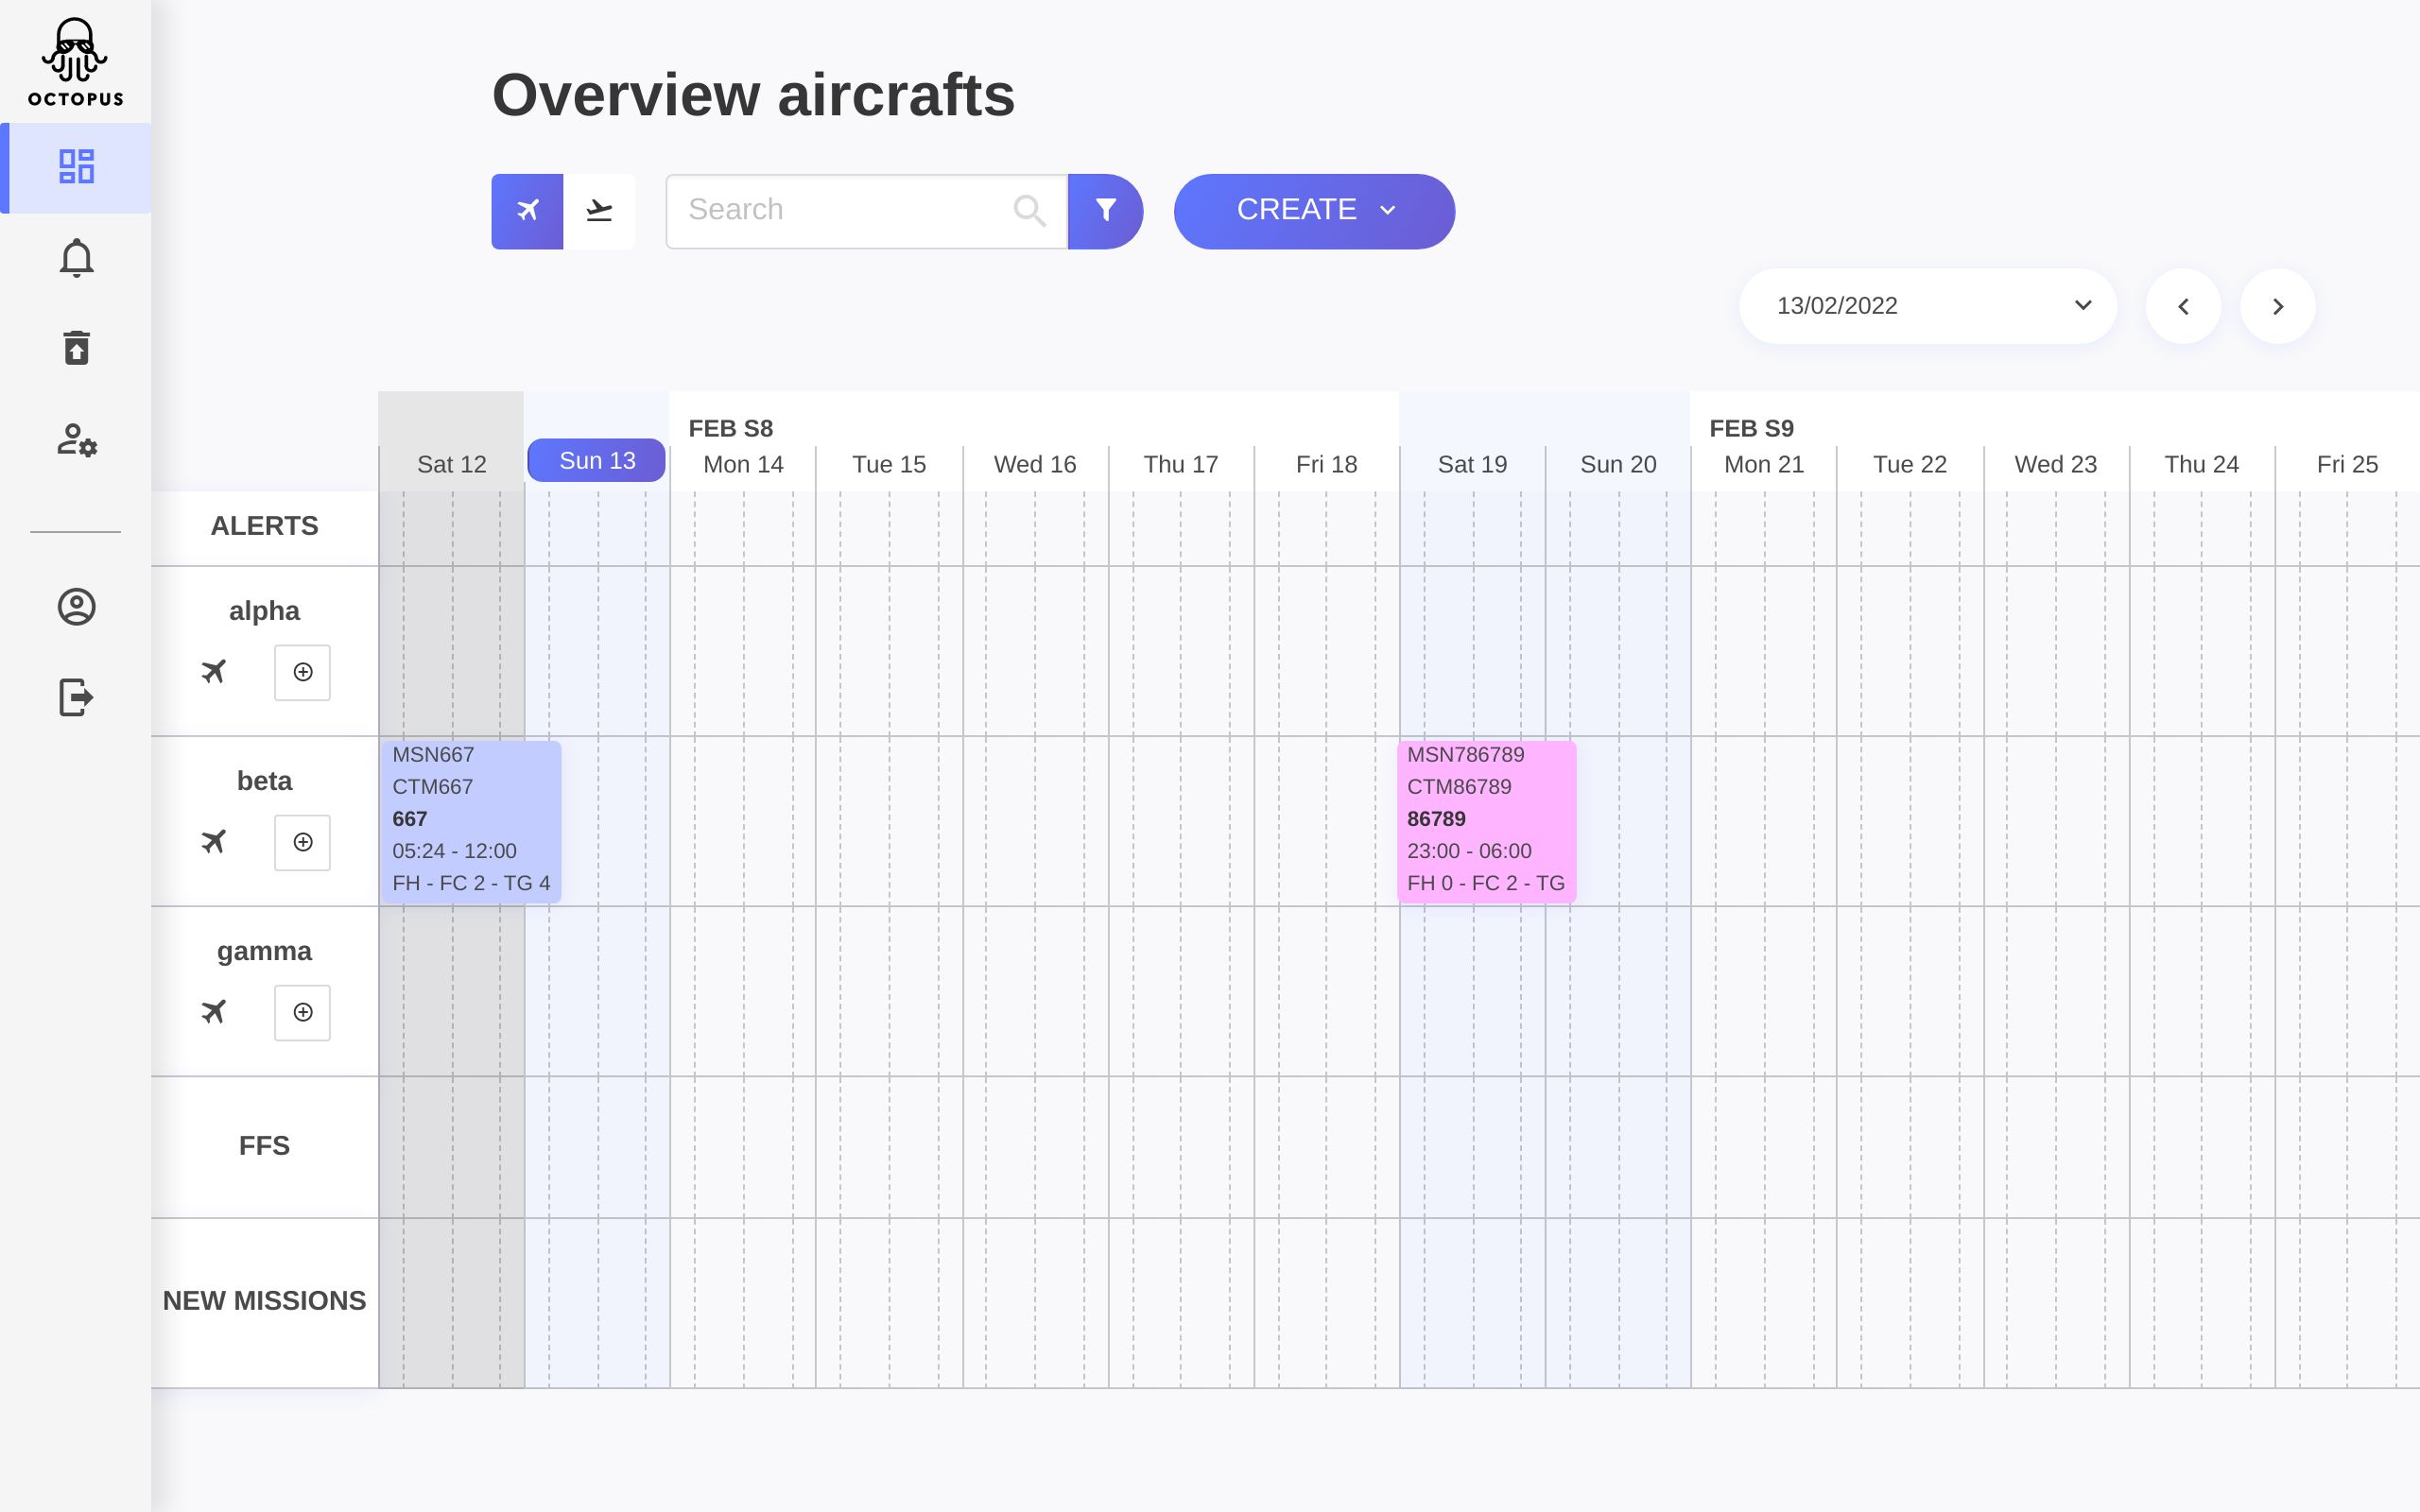 OCTOPUS
Overview aircrafts
Search
CREATE
13/02/2022
FEB S8
FEB S9
Sat 12 Sun 13 Mon 14 Tue 15 Wed 16 Thu 17 Fri 18 Sat 19 Sun 20 Mon 21 Tue 22 Wed 23 Thu 24 Fri 25
ALERTS
alpha
beta
MSN667
CTM667
667
05:24 - 12:00
FH - FC 2 - TG 4
MSN786789
CTM86789
86789
23:00 - 06:00
FH 0 - FC 2 - TG
gamma
FFS
NEW MISSIONS